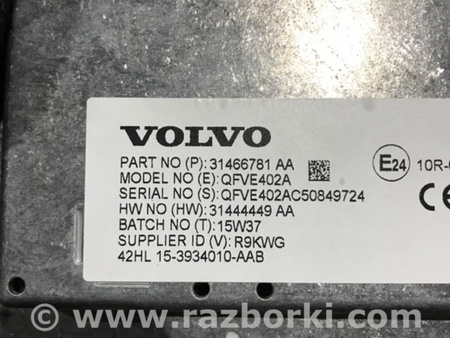 VOLVO
PART NO (P): 31466781 AA
MODEL NO (E): QFVE402A
SERIAL NO (S): QFVE402AC50849724
HW NO (HW): 31444449 AA
BATCH NO (T): 15W37
SUPPLIER ID (V): R9KWG
42HL 15-3934010-AAB
E24 10R-
CE
© www.razborki.com